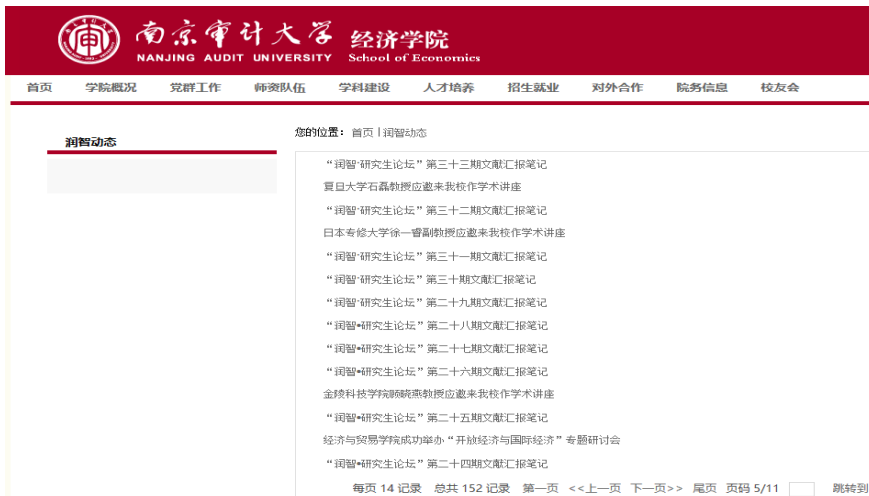 南京审计大学 经济学院
NANJING AUDIT UNIVERSITY School of Economics
首页 学院概况 党群工作 师资队伍 学科建设 人才培养 招生就业 对外合作 院务信息 校友会
润智动态
您的位置： 首页 | 润智动态
“润智·研究生论坛”第三十三期文献汇报笔记
复旦大学石磊教授应邀来我校作学术讲座
“润智·研究生论坛”第三十二期文献汇报笔记
日本专修大学徐一睿副教授应邀来我校作学术讲座
“润智·研究生论坛”第三十一期文献汇报笔记
“润智·研究生论坛”第三十期文献汇报笔记
“润智·研究生论坛”第二十九期文献汇报笔记
“润智•研究生论坛”第二十八期文献汇报笔记
“润智•研究生论坛”第二十七期文献汇报笔记
“润智•研究生论坛”第二十六期文献汇报笔记
金陵科技学院顾晓燕教授应邀来我校作学术讲座
“润智•研究生论坛”第二十五期文献汇报笔记
经济与贸易学院成功举办“开放经济与国际经济”专题研讨会
“润智•研究生论坛”第二十四期文献汇报笔记
每页 14 记录 总共 152 记录 第一页 <<上一页 下一页>> 尾页 页码 5/11 跳转到